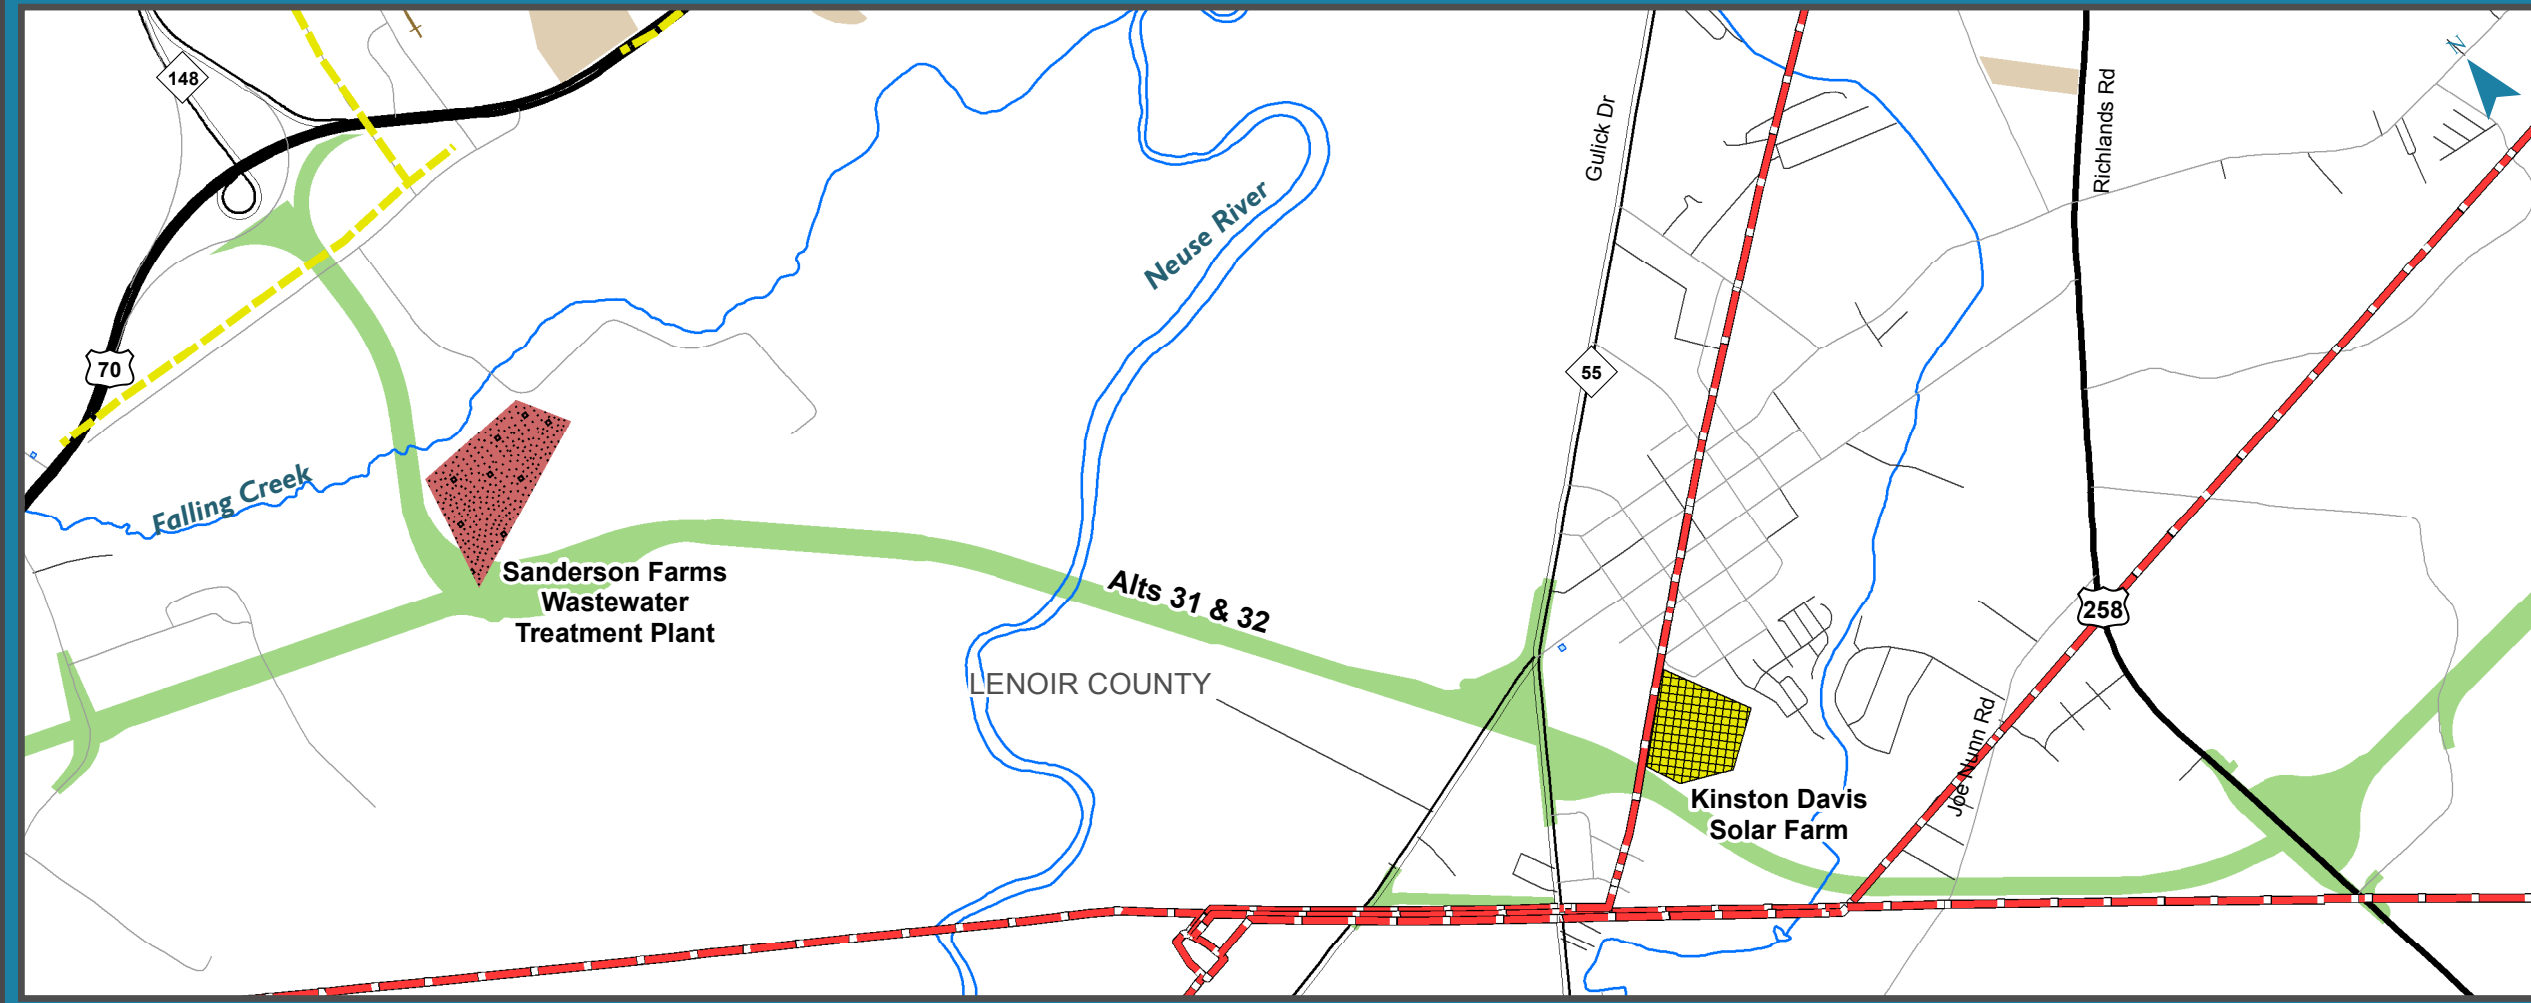 148
N
Gulick Dr
Richlands Rd
Neuse River
70
55
Falling Creek
Sanderson Farms
Wastewater
Treatment Plant
Alts 31 & 32
258
LENOIR COUNTY
Joe Nunn Rd
Kinston Davis
Solar Farm